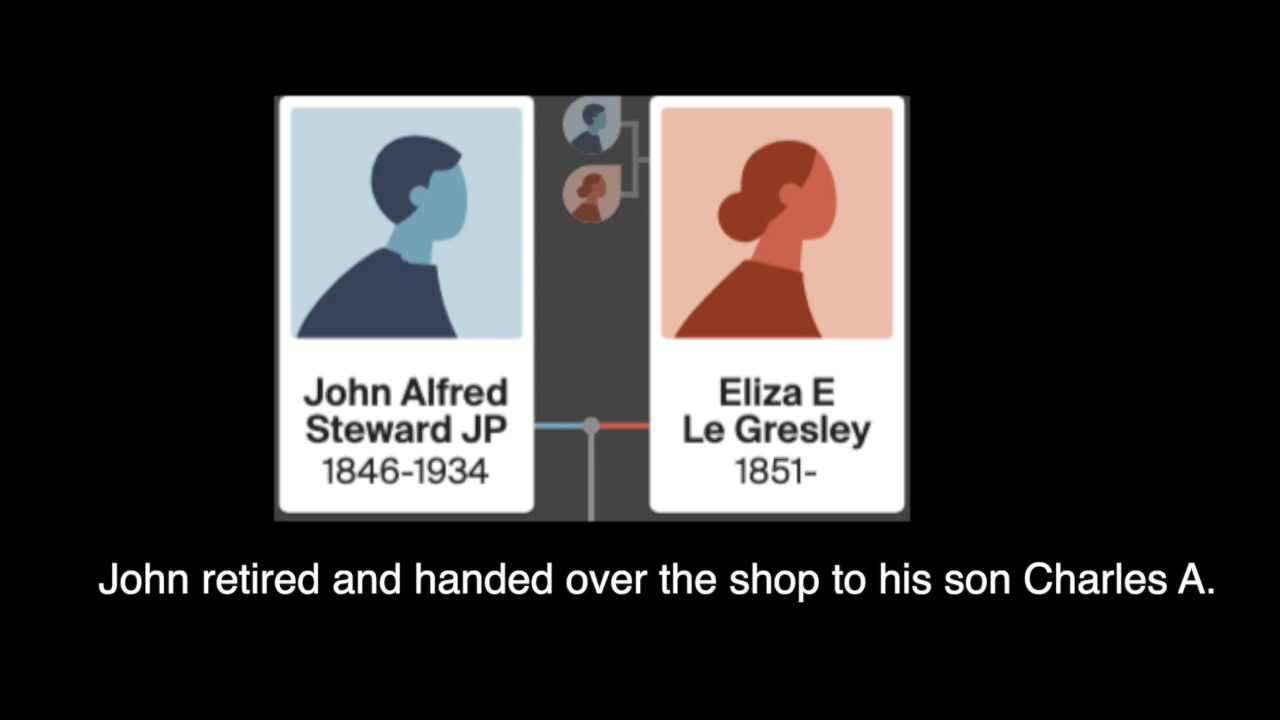 John Alfred
Steward JP
1846-1934
Eliza E
Le Gresley
1851-
John retired and handed over the shop to his son Charles A.